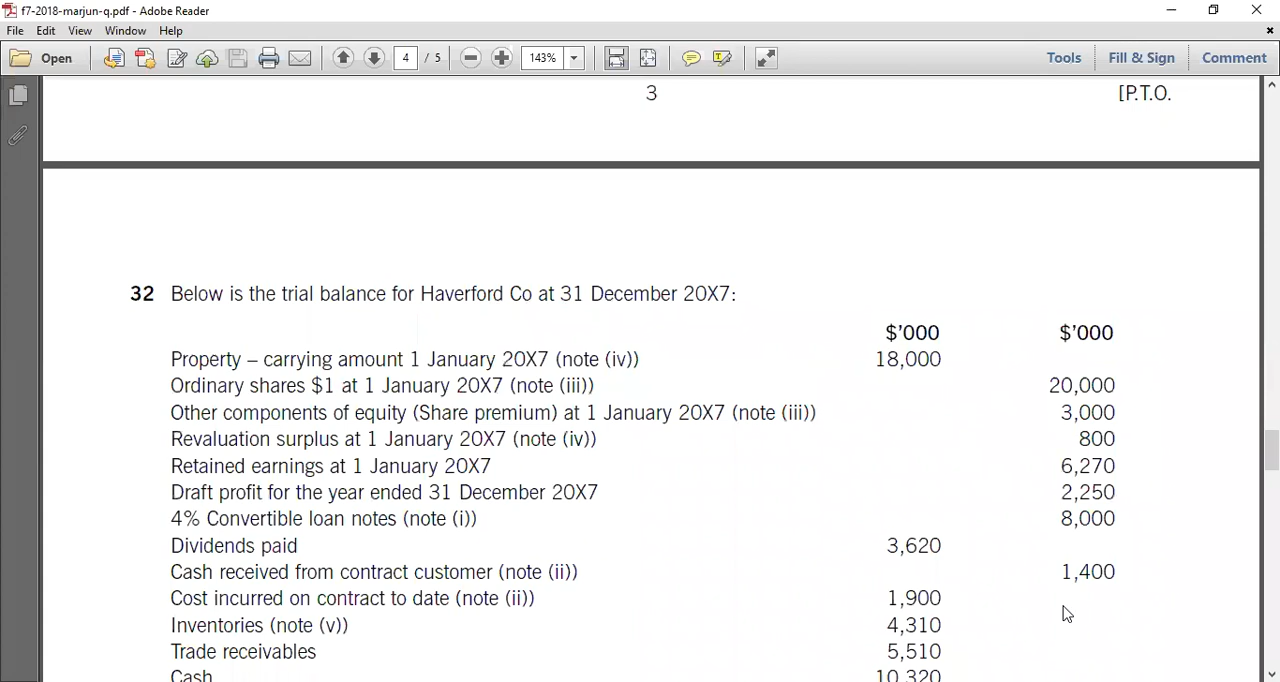 f7-2018-marjun-q.pdf - Adobe Reader
File Edit View Window Help
Open 4 / 5 143% Tools Fill & Sign Comment
3 [P.T.O.
32 Below is the trial balance for Haverford Co at 31 December 20X7:
$'000 $'000
Property – carrying amount 1 January 20X7 (note (iv)) 18,000
Ordinary shares $1 at 1 January 20X7 (note (iii)) 20,000
Other components of equity (Share premium) at 1 January 20X7 (note (iii)) 3,000
Revaluation surplus at 1 January 20X7 (note (iv)) 800
Retained earnings at 1 January 20X7 6,270
Draft profit for the year ended 31 December 20X7 2,250
4% Convertible loan notes (note (i)) 8,000
Dividends paid 3,620
Cash received from contract customer (note (ii)) 1,400
Cost incurred on contract to date (note (ii)) 1,900
Inventories (note (v)) 4,310
Trade receivables 5,510
Cash 10,320